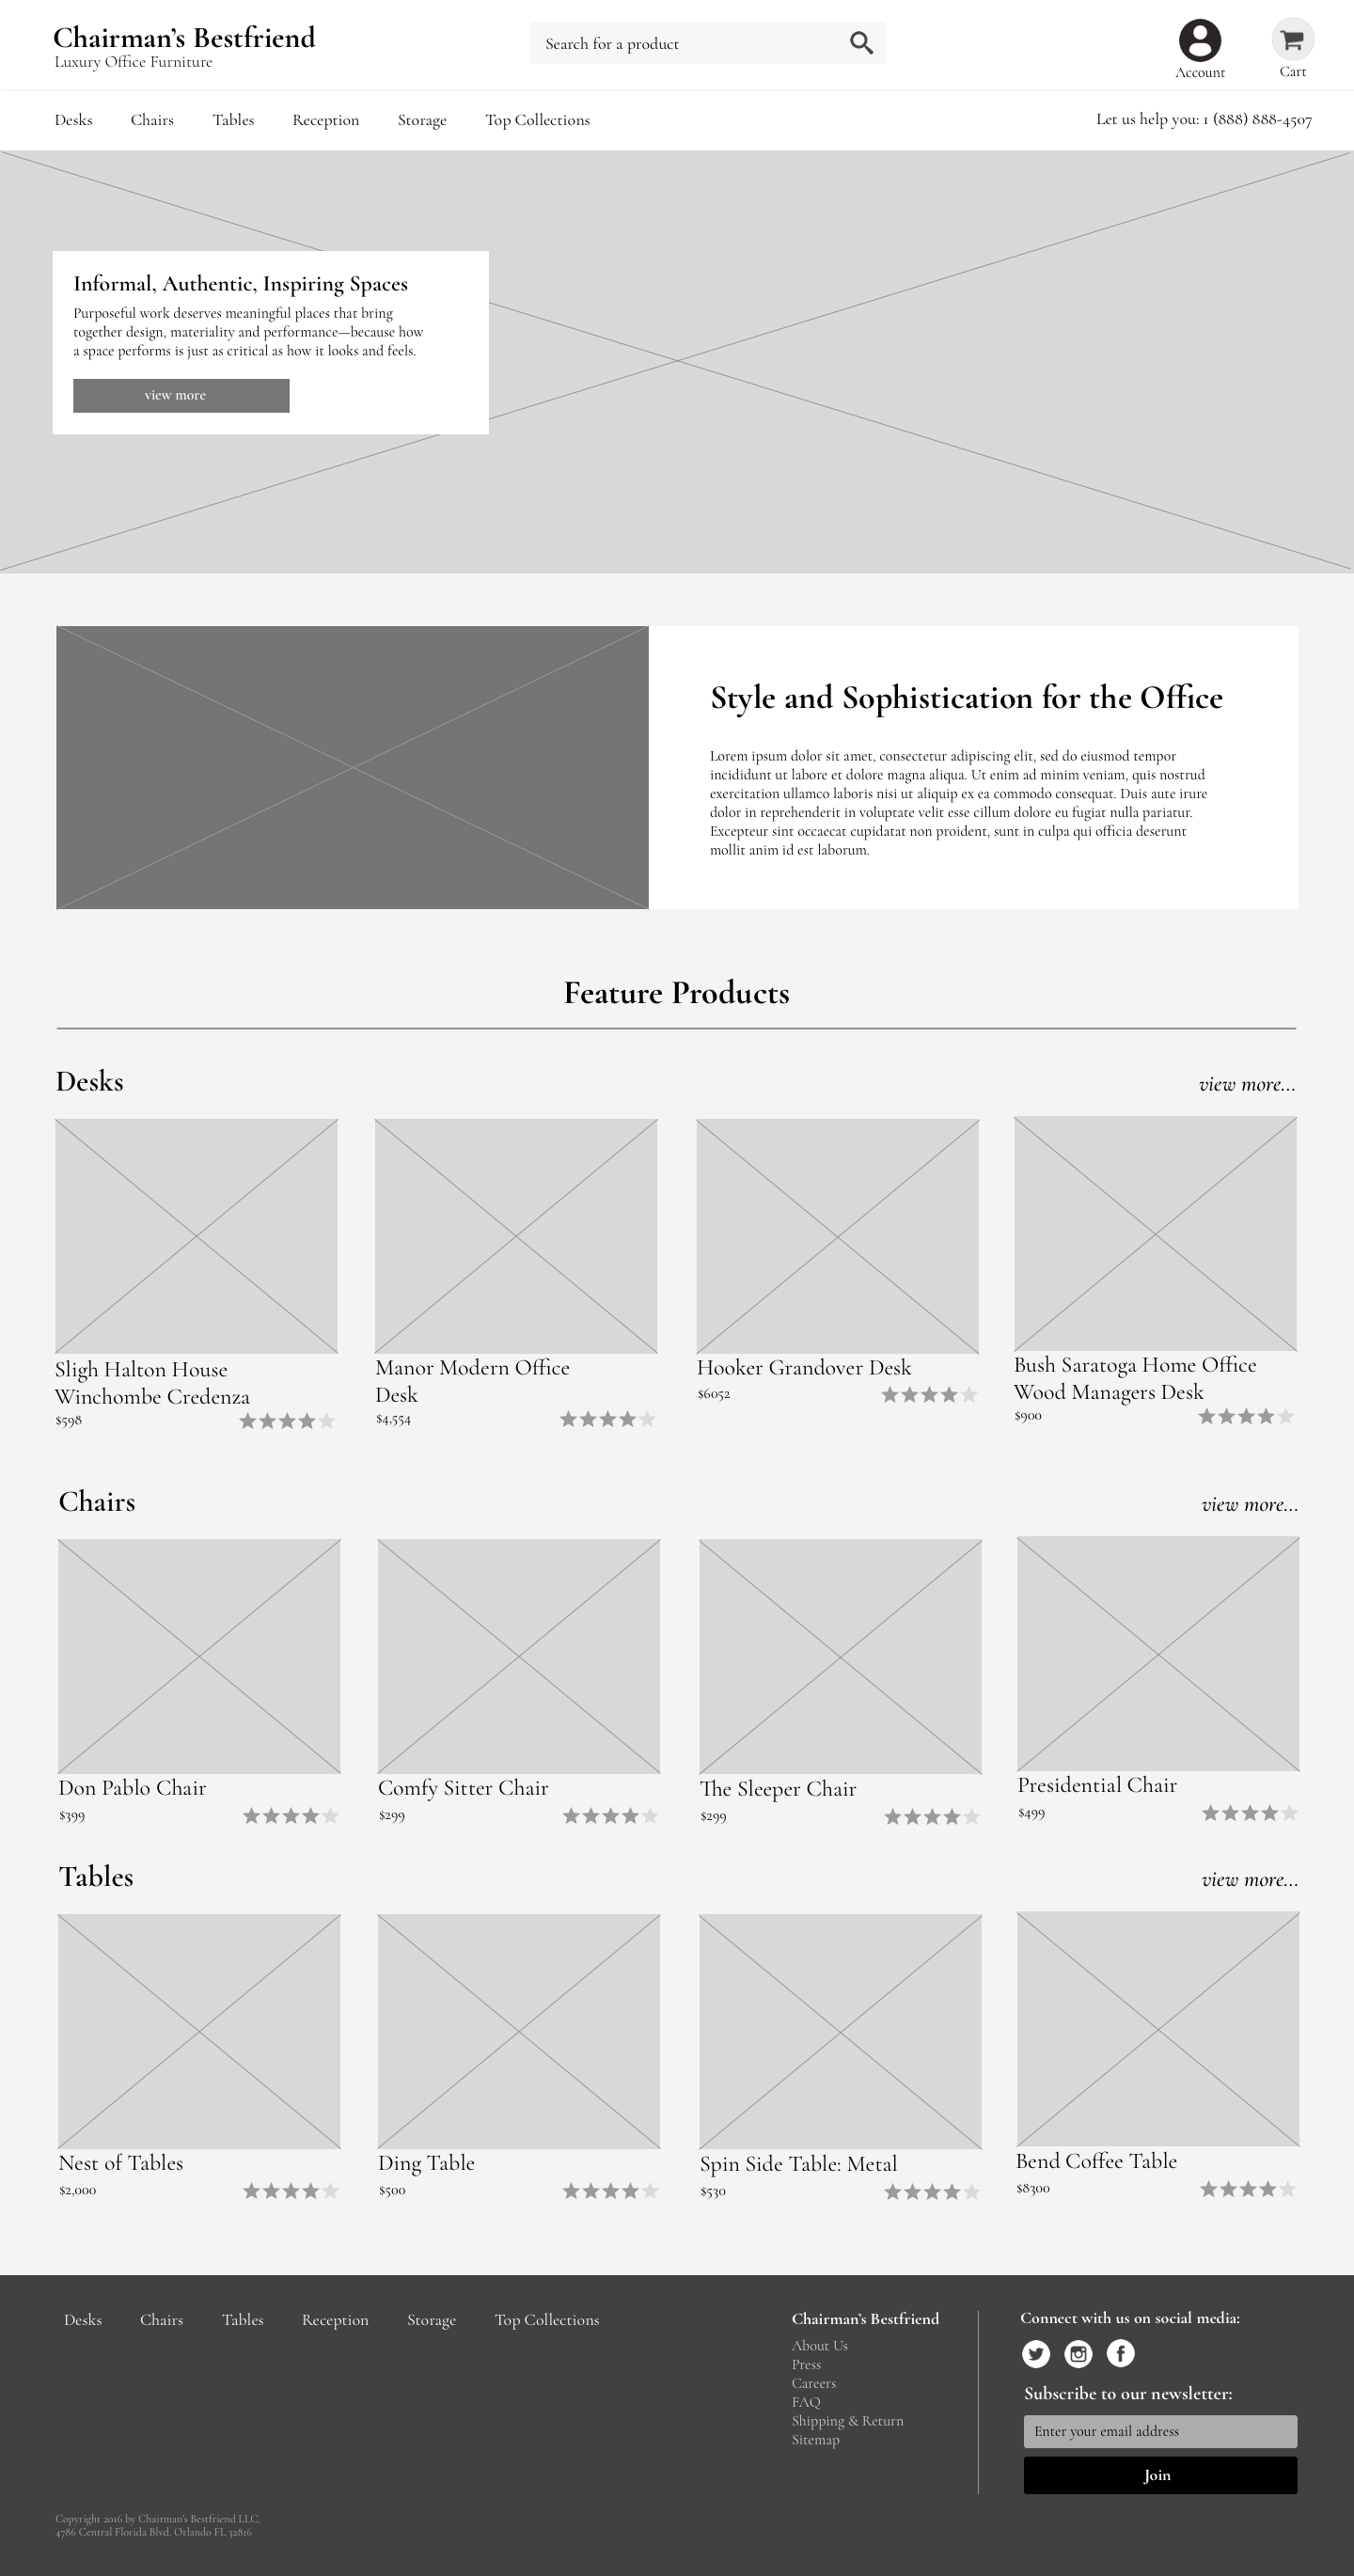 Chairman’s Bestfriend
Luxury Office Furniture
Search for a product
Account
Cart
Desks Chairs Tables Reception Storage Top Collections
Let us help you: 1 (888) 888-4507
Informal, Authentic, Inspiring Spaces
Purposeful work deserves meaningful places that bring
together design, materiality and performance—because how
a space performs is just as critical as how it looks and feels.
view more
Style and Sophistication for the Office
Lorem ipsum dolor sit amet, consectetur adipiscing elit, sed do eiusmod tempor
incididunt ut labore et dolore magna aliqua. Ut enim ad minim veniam, quis nostrud
exercitation ullamco laboris nisi ut aliquip ex ea commodo consequat. Duis aute irure
dolor in reprehenderit in voluptate velit esse cillum dolore eu fugiat nulla pariatur.
Excepteur sint occaecat cupidatat non proident, sunt in culpa qui officia deserunt
mollit anim id est laborum.
Feature Products
Desks
view more...
Sligh Halton House
Winchombe Credenza
$598
Manor Modern Office
Desk
$4,554
Hooker Grandover Desk
$6052
Bush Saratoga Home Office
Wood Managers Desk
$900
Chairs
view more...
Don Pablo Chair
$399
Comfy Sitter Chair
$299
The Sleeper Chair
$299
Presidential Chair
$499
Tables
view more...
Nest of Tables
$2,000
Ding Table
$500
Spin Side Table: Metal
$530
Bend Coffee Table
$8300
Desks Chairs Tables Reception Storage Top Collections
Chairman’s Bestfriend
About Us
Press
Careers
FAQ
Shipping & Return
Sitemap
Connect with us on social media:
Subscribe to our newsletter:
Enter your email address
Join
Copyright 2016 by Chairman’s Bestfriend LLC,
4786 Central Florida Blvd. Orlando FL 32816